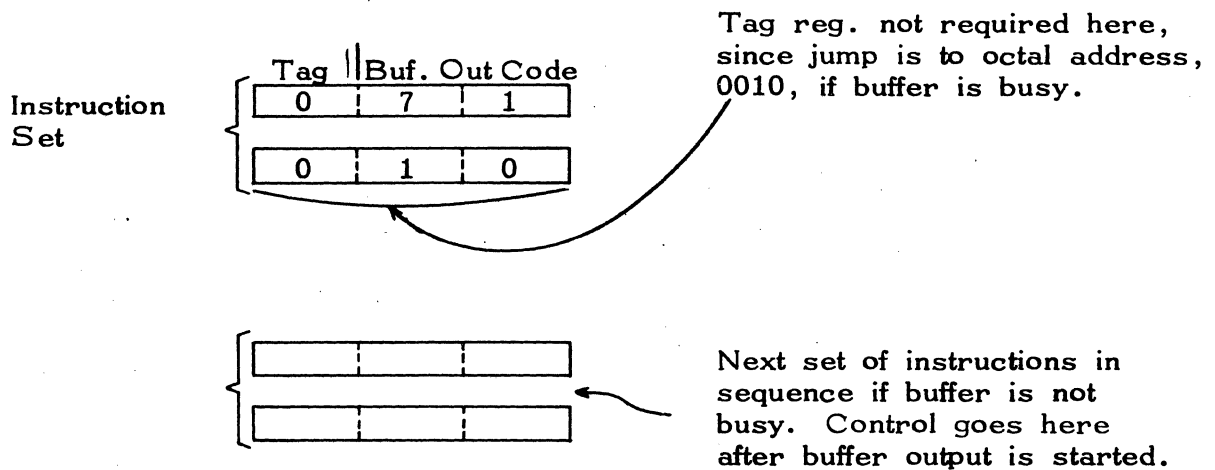 Tag reg. not required here,
since jump is to octal address,
0010, if buffer is busy.
Tag Buf. Out Code
Instruction
Set
0 7 1
0 1 0
Next set of instructions in
sequence if buffer is not
busy. Control goes here
after buffer output is started.